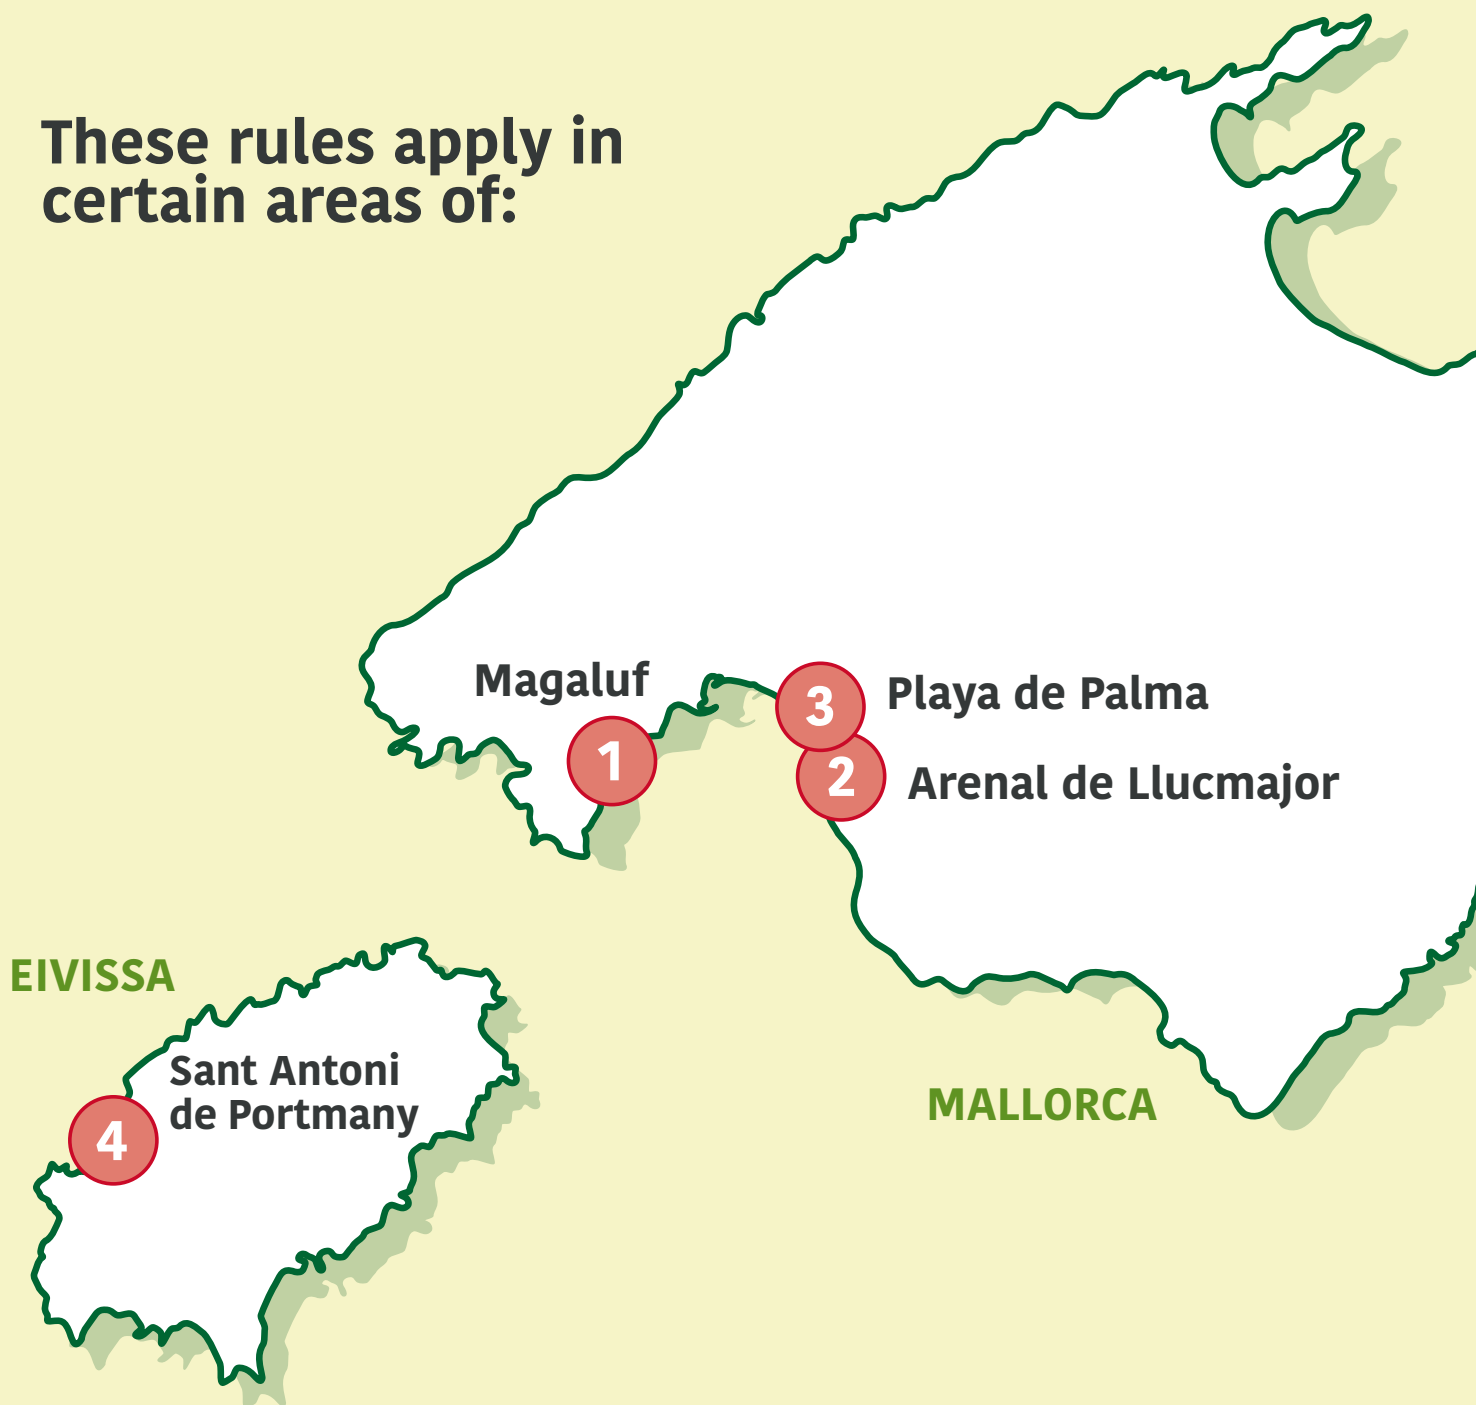 These rules apply in
certain areas of:
Magaluf
1
3
Playa de Palma
2
Arenal de Llucmajor
EIVISSA
Sant Antoni
de Portmany
4
MALLORCA